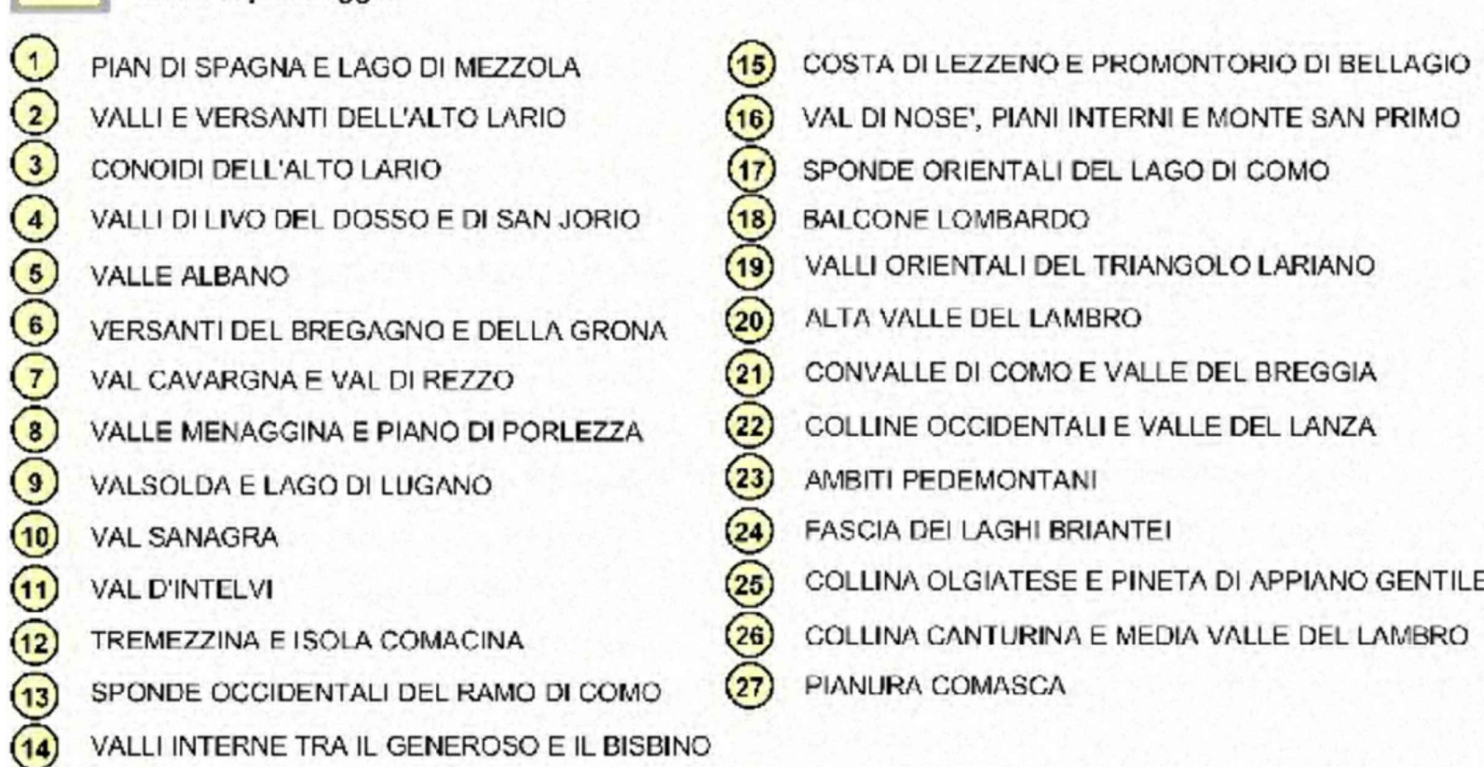 1 PIAN DI SPAGNA E LAGO DI MEZZOLA
2 VALLI E VERSANTI DELL'ALTO LARIO
3 CONOIDI DELL'ALTO LARIO
4 VALLI DI LIVO DEL DOSSO E DI SAN JORIO
5 VALLE ALBANO
6 VERSANTI DEL BREGAGNO E DELLA GRONA
7 VAL CAVARGNA E VAL DI REZZO
8 VALLE MENAGGINA E PIANO DI PORLEZZA
9 VALSOLDA E LAGO DI LUGANO
10 VAL SANAGRA
11 VAL D'INTELVI
12 TREMEZZINA E ISOLA COMACINA
13 SPONDE OCCIDENTALI DEL RAMO DI COMO
14 VALLI INTERNE TRA IL GENEROSO E IL BISBINO
15 COSTA DI LEZZENO E PROMONTORIO DI BELLAGIO
16 VAL DI NOSE', PIANI INTERNI E MONTE SAN PRIMO
17 SPONDE ORIENTALI DEL LAGO DI COMO
18 BALCONE LOMBARDO
19 VALLI ORIENTALI DEL TRIANGOLO LARIANO
20 ALTA VALLE DEL LAMBRO
21 CONVALLE DI COMO E VALLE DEL BREGGIA
22 COLLINE OCCIDENTALI E VALLE DEL LANZA
23 AMBITI PEDEMONTANI
24 FASCIA DEI LAGHI BRIANTEI
25 COLLINA OLGIATESE E PINETA DI APPIANO GENTILE
26 COLLINA CANTURINA E MEDIA VALLE DEL LAMBRO
27 PIANURA COMASCA